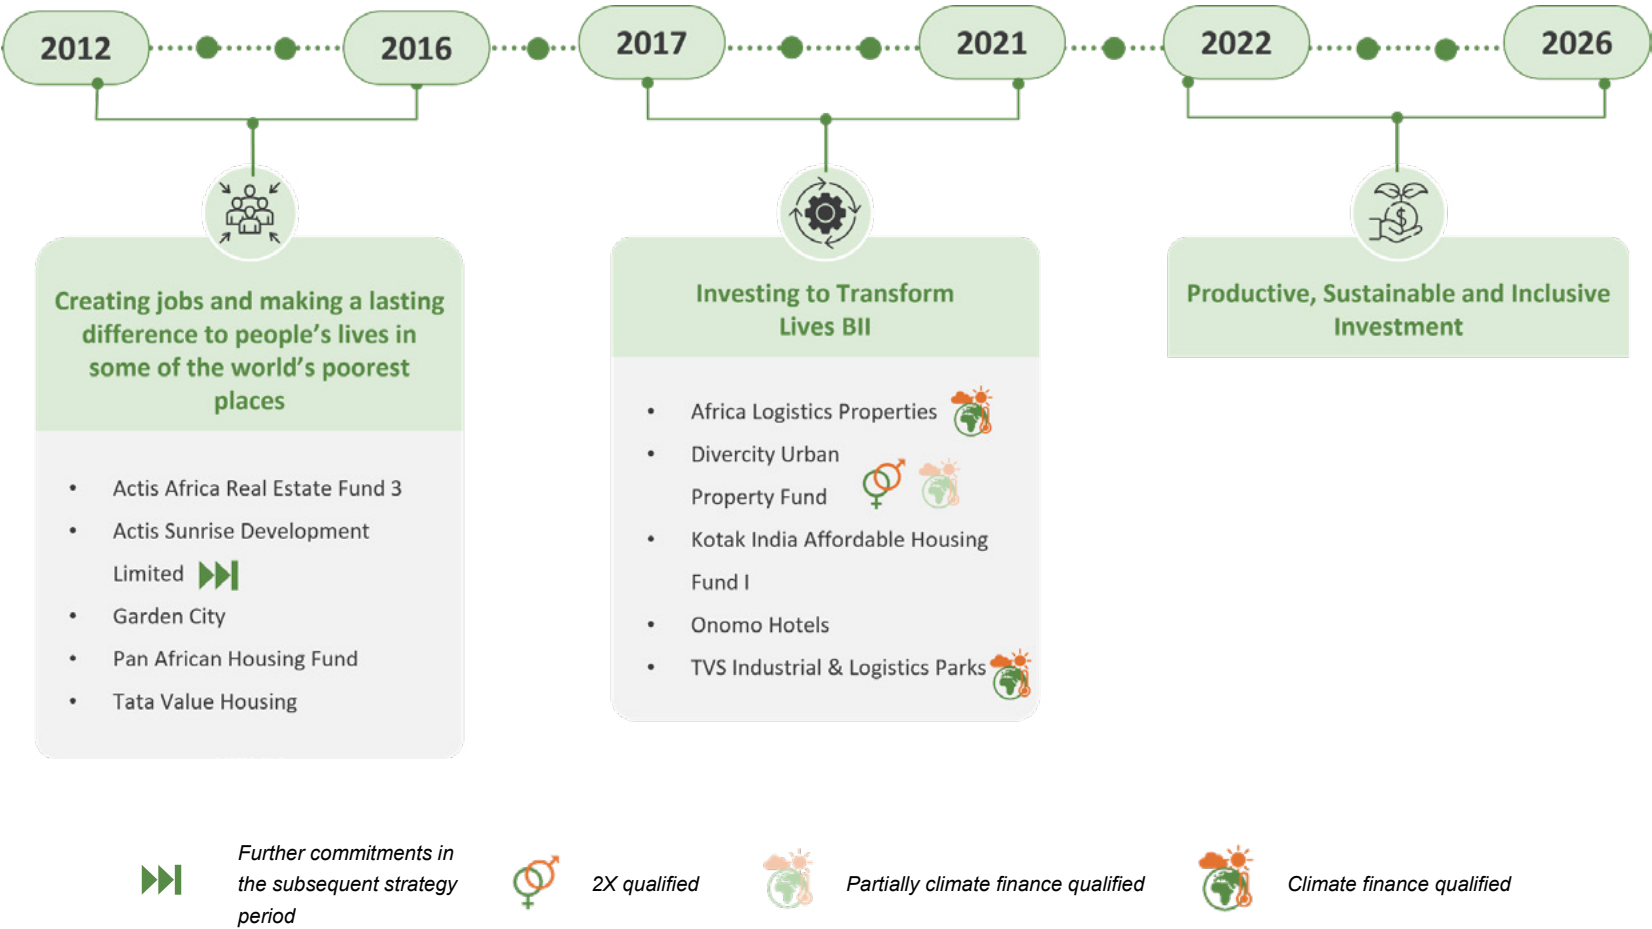 2012
2016
2017
2021
2022
2026
$
Creating jobs and making a lasting
difference to people's lives in
some of the world's poorest
places
• Actis Africa Real Estate Fund 3
• Actis Sunrise Development
Limited
• Garden City
• Pan African Housing Fund
• Tata Value Housing
Investing to Transform
Lives BII
• Africa Logistics Properties
• Divercity Urban
Property Fund
• Kotak India Affordable Housing
Fund I
• Onomo Hotels
• TVS Industrial & Logistics Parks
Productive, Sustainable and Inclusive
Investment
Further commitments in
the subsequent strategy
period
2X qualified
Partially climate finance qualified
Climate finance qualified